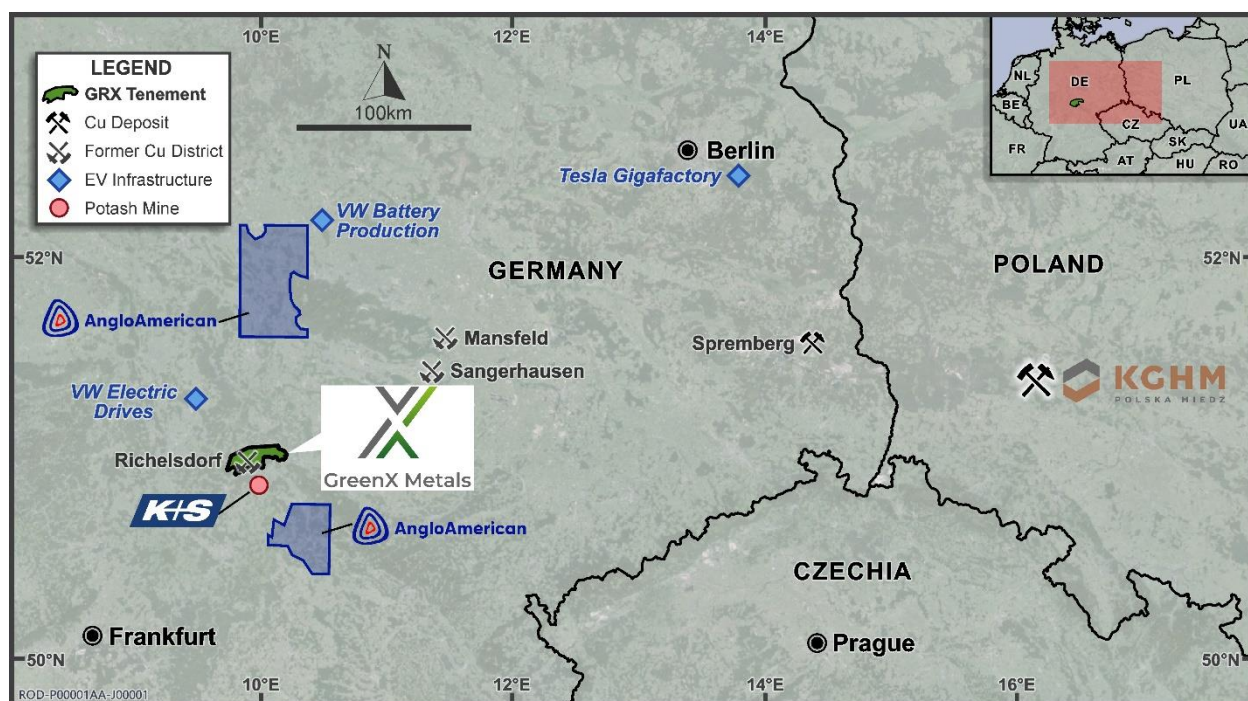 10°E
12°E
14°E
LEGEND
GRX Tenement
Cu Deposit
Former Cu District
EV Infrastructure
Potash Mine
N
100km
NL
DE
PL
BE
CZ
UA
FR
SK
AT
HU
RO
Berlin
Tesla Gigafactory
VW Battery
Production
52°N
GERMANY
POLAND
52°N
AngloAmerican
Mansfeld
Sangerhausen
Spremberg
KGHM
POLSKA MIEDZ
VW Electric
Drives
Richelsdorf
GreenX Metals
K+S
AngloAmerican
CZECHIA
Frankfurt
Prague
50°N
50°N
ROD-P00001AA-J00001
10°E
12°E
14°E
16°E